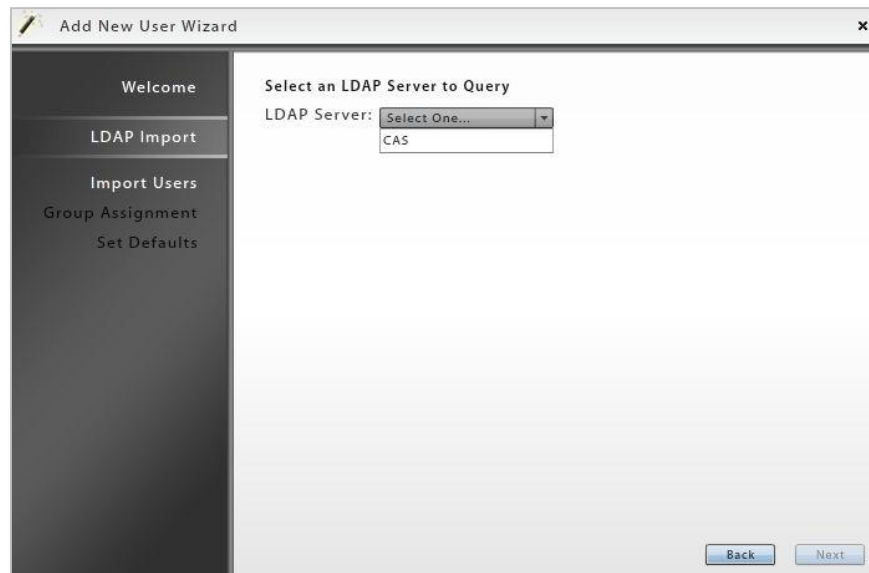 Add New User Wizard
Welcome
LDAP Import
Import Users
Group Assignment
Set Defaults
Select an LDAP Server to Query
LDAP Server: Select One...
CAS
Back Next